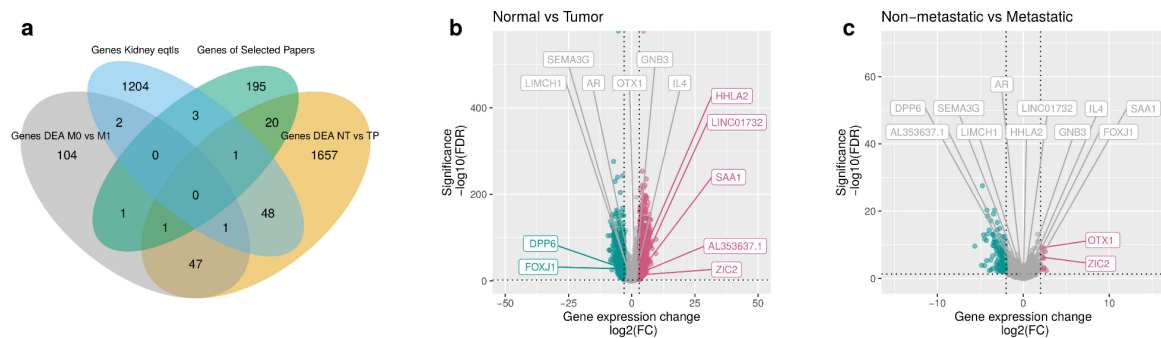 a
Genes Kidney eqtls
Genes of Selected Papers
1204
195
2
3
20
Genes DEA M0 vs M1
Genes DEA NT vs TP
104
0
1
1657
0
1
1
1
48
47
b
Normal vs Tumor
SEMA3G
GNB3
LIMCH1
AR
OTX1
IL4
HHLA2
LINC01732
SAA1
DPP6
AL353637.1
FOXJ1
ZIC2
Significance
−log10(FDR)
400
200
0
−50
−25
0
25
50
Gene expression change
log2(FC)
c
Non-metastatic vs Metastatic
AR
DPP6
SEMA3G
LINC01732
IL4
SAA1
AL353637.1
LIMCH1
HHLA2
GNB3
FOXJ1
OTX1
ZIC2
Significance
−log10(FDR)
60
40
20
0
−10
0
10
Gene expression change
log2(FC)